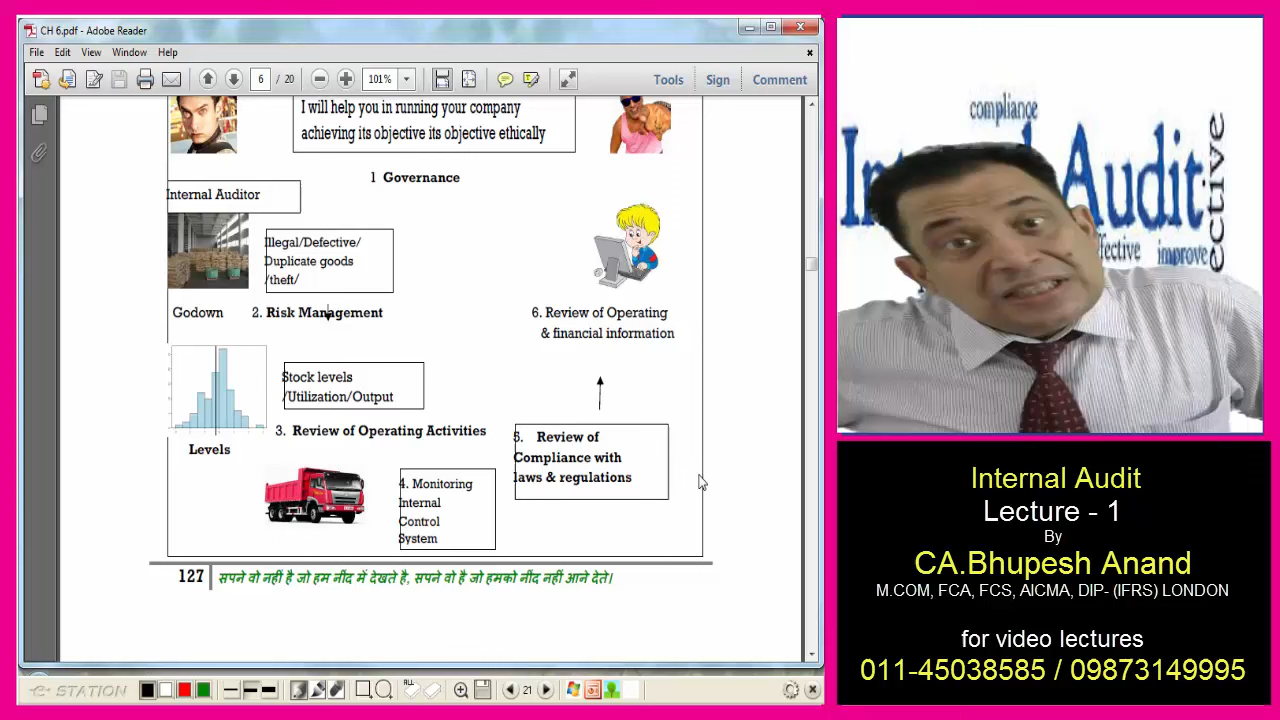 CH 6.pdf - Adobe Reader
File Edit View Window Help
6 / 20 101% Tools Sign Comment
I will help you in running your company
achieving its objective its objective ethically
1 Governance
Internal Auditor
Illegal/Defective/
Duplicate goods
/theft/
Godown 2. Risk Management
6. Review of Operating
& financial information
Stock levels
/Utilization/Output
3. Review of Operating Activities
Levels
5. Review of
Compliance with
laws & regulations
4. Monitoring
Internal
Control
System
127 सपने वो नहीं है जो हम नींद में देखते है, सपने वो है जो हमको नींद नहीं आने देते।
e-STATION
ALL
21
compliance
Audit
ective
improve
Internal Audit
Lecture - 1
By
CA.Bhupesh Anand
M.COM, FCA, FCS, AICMA, DIP- (IFRS) LONDON
for video lectures
011-45038585 / 09873149995